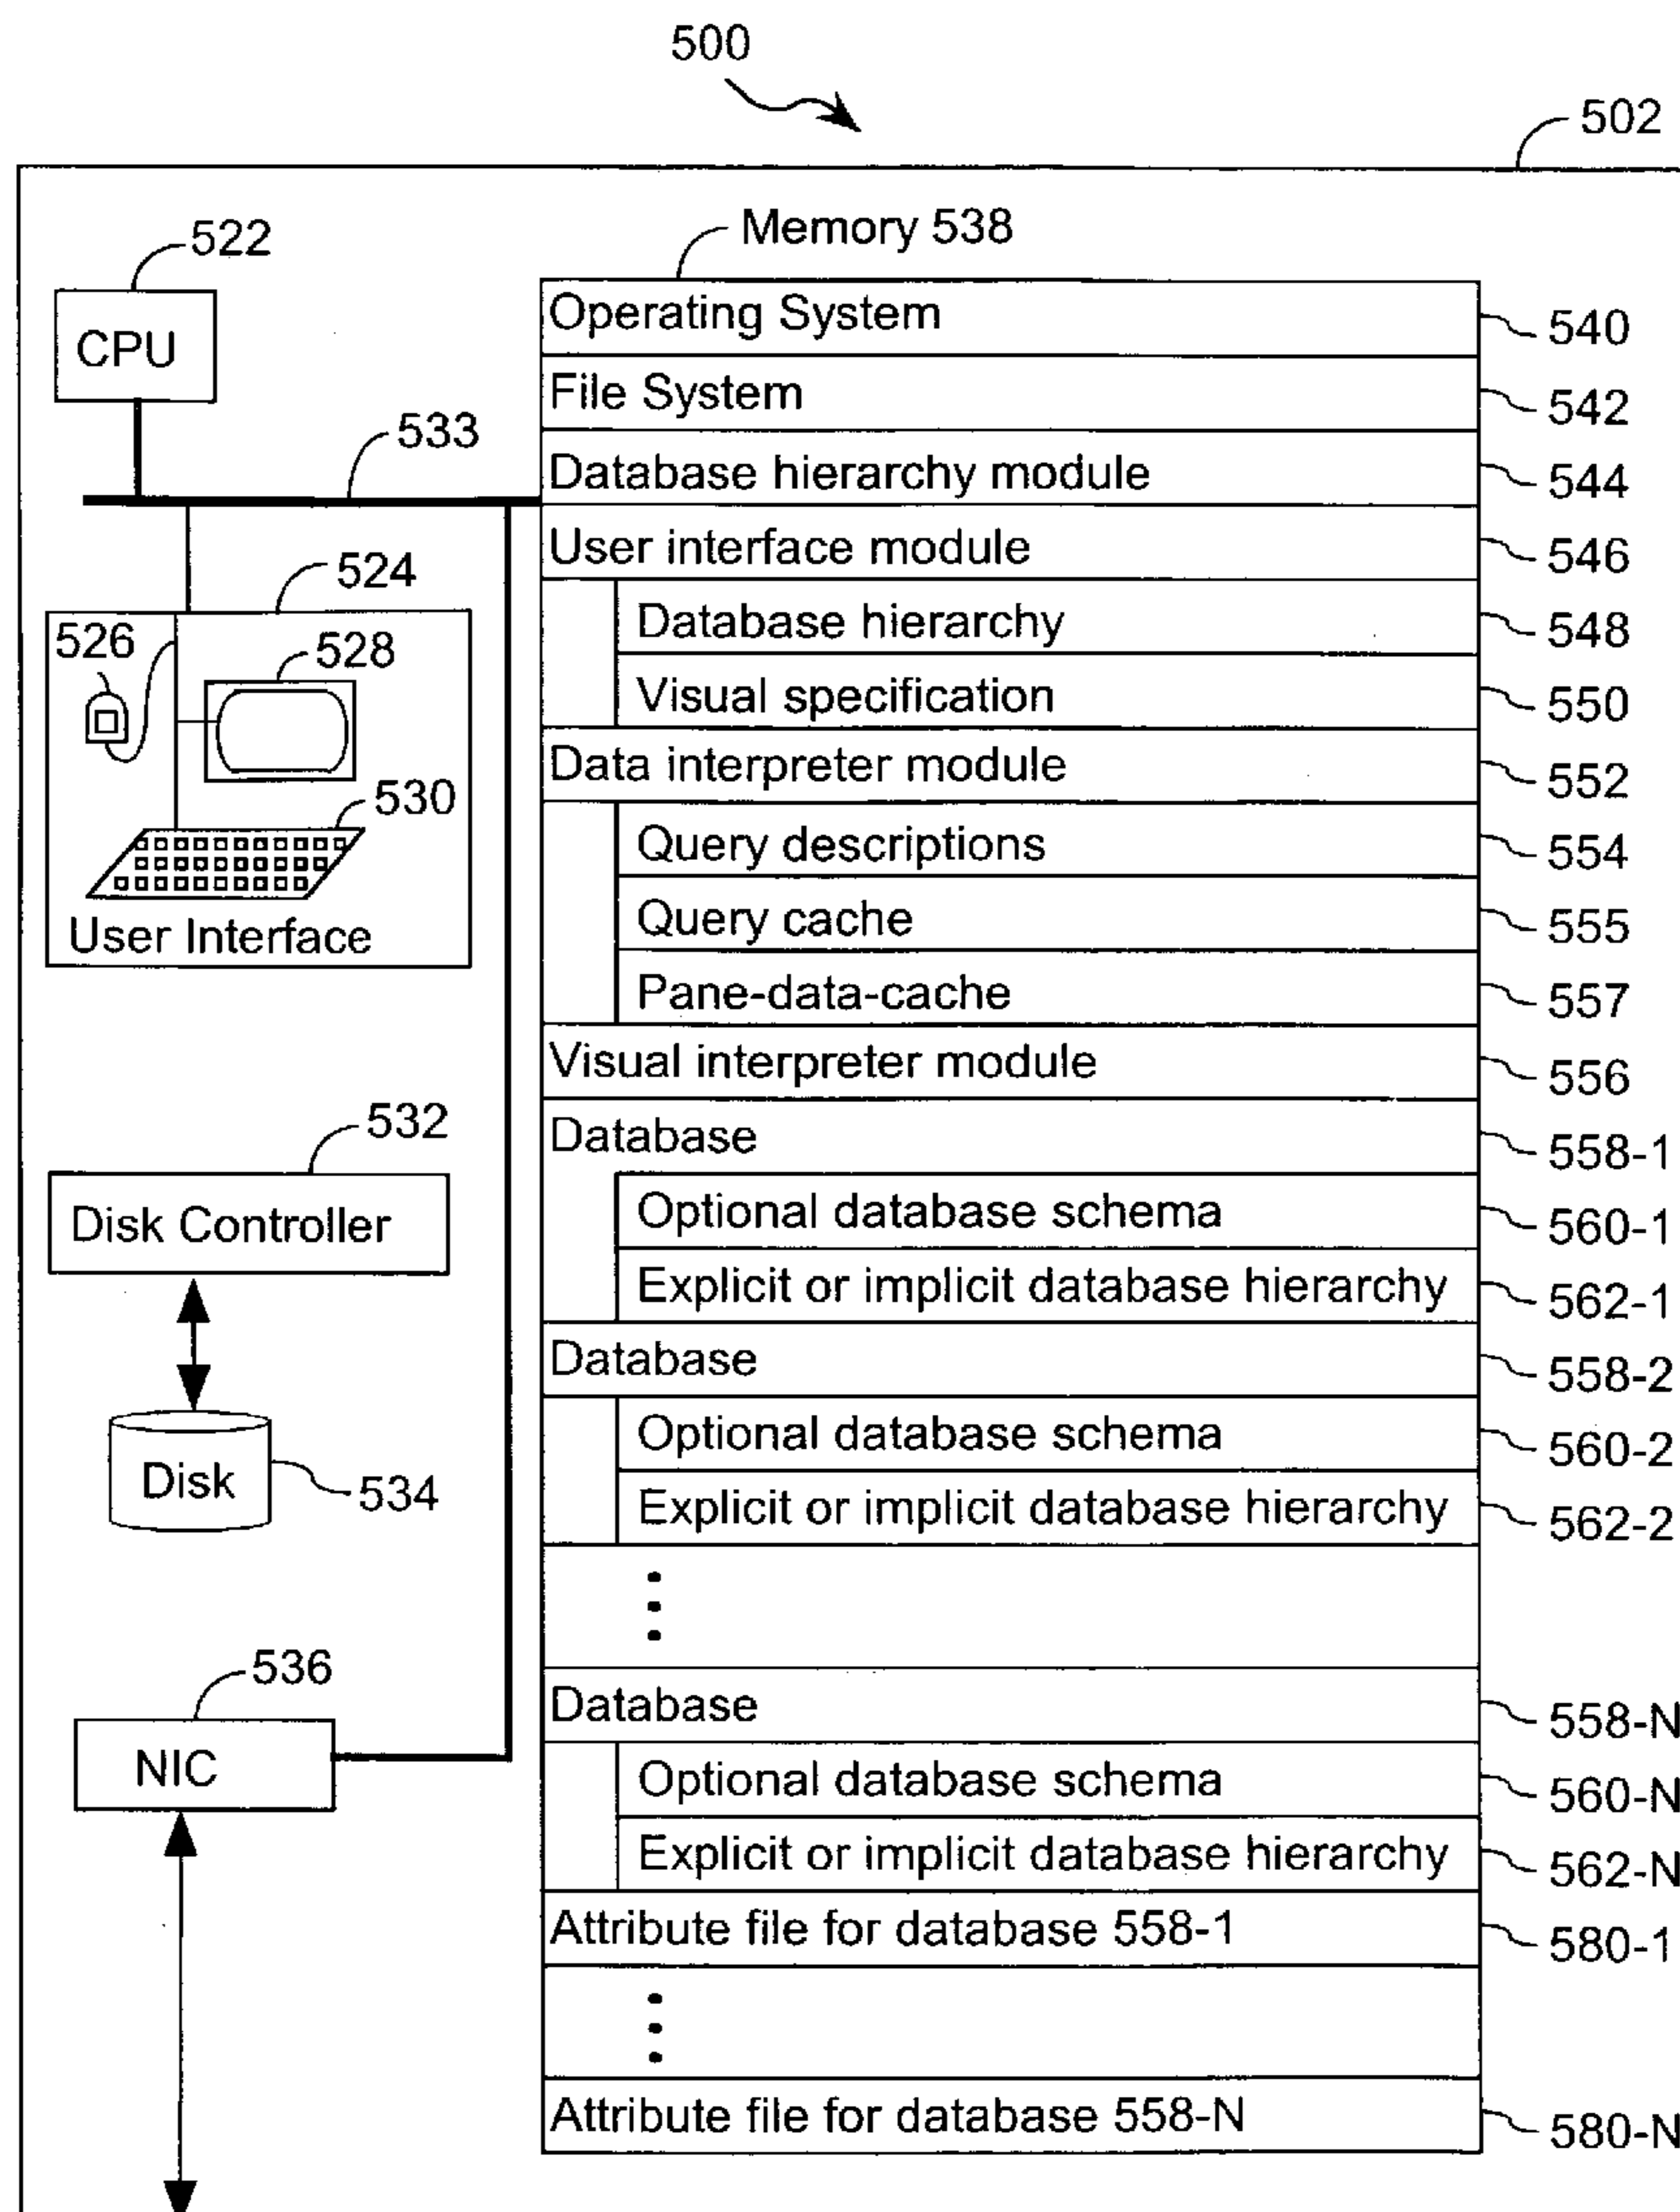 500
502
522
CPU
533
524
526
528
530
User Interface
532
Disk Controller
Disk
534
536
NIC
Memory 538
Operating System 540
File System 542
Database hierarchy module 544
User interface module 546
Database hierarchy 548
Visual specification 550
Data interpreter module 552
Query descriptions 554
Query cache 555
Pane-data-cache 557
Visual interpreter module 556
Database 558-1
Optional database schema 560-1
Explicit or implicit database hierarchy 562-1
Database 558-2
Optional database schema 560-2
Explicit or implicit database hierarchy 562-2
Database 558-N
Optional database schema 560-N
Explicit or implicit database hierarchy 562-N
Attribute file for database 558-1 580-1
Attribute file for database 558-N 580-N